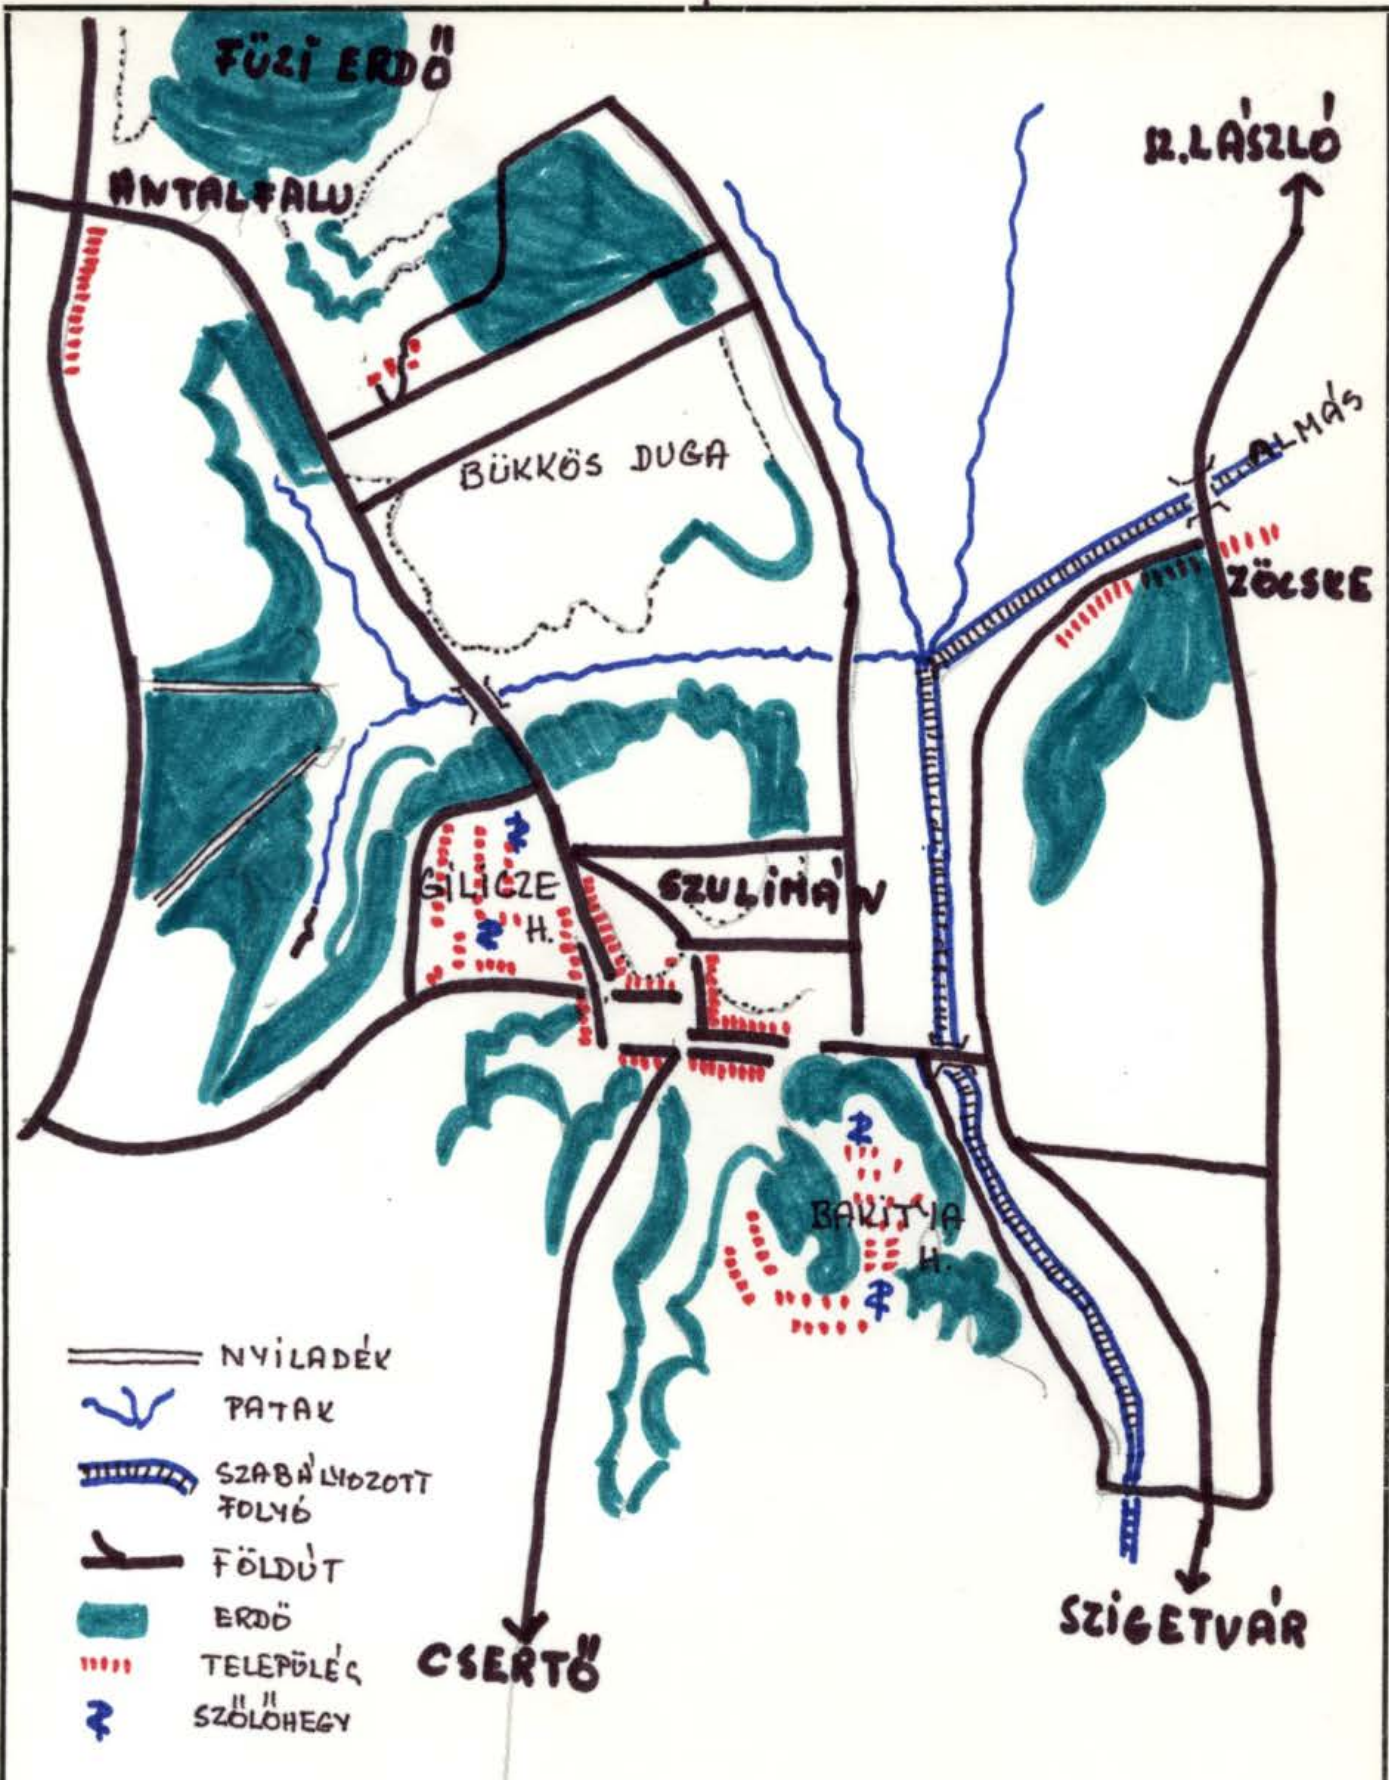 FÜZI ERDŐ
SZ. LÁSZLÓ
ANTALFALU
ALMÁS
BÜKKÖS DUGA
ZÖCSKE
GILICZE
H.
SZULIMÁN
BAKITYA
H.
NYILADÉK
PATAK
SZABÁLYOZOTT
FOLYÓ
FÖLDÚT
ERDŐ
TELEPÜLÉS
SZŐLŐHEGY
CSERTŐ
SZIGETVÁR